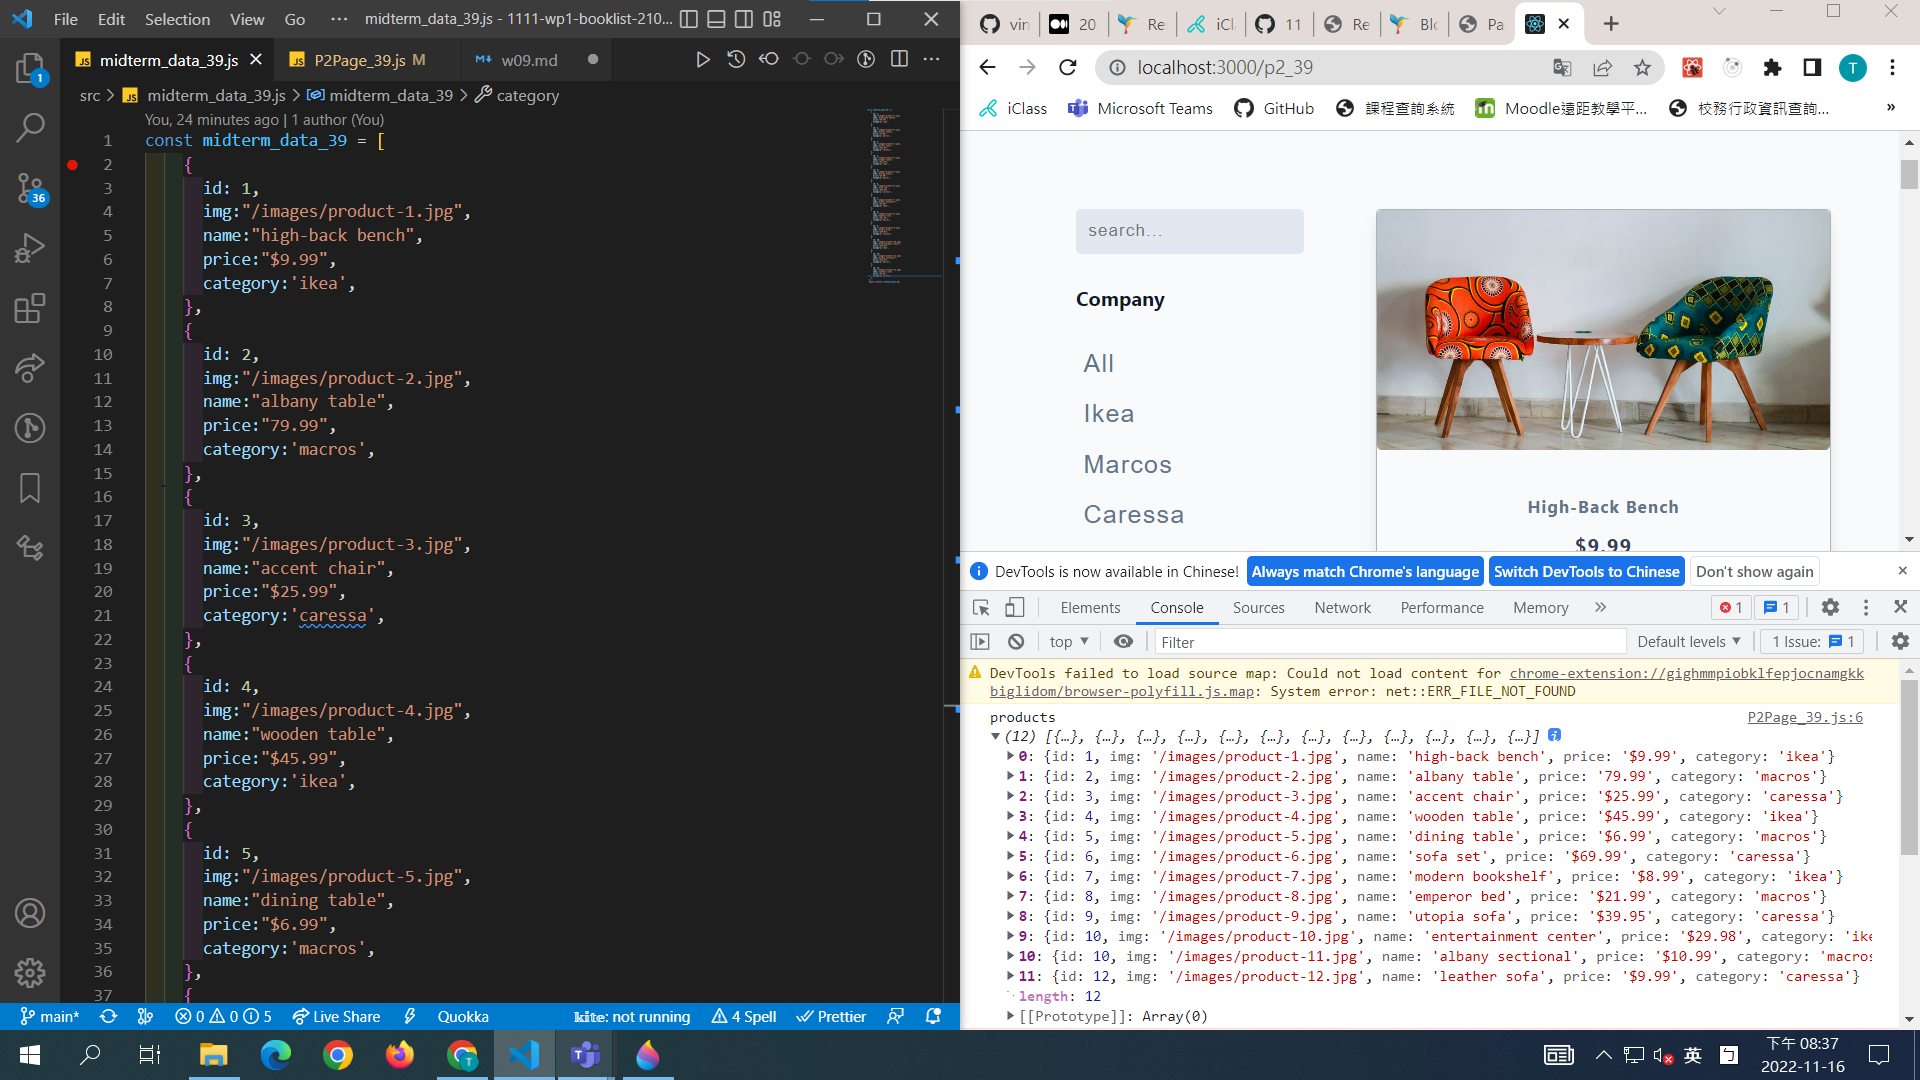 File Edit Selection View Go ··· midterm_data_39.js - 1111-wp1-booklist-210...
midterm_data_39.js
P2Page_39.js M
w09.md
src > midterm_data_39.js > midterm_data_39 > category
You, 24 minutes ago | 1 author (You)
1 const midterm_data_39 = [
2 {
3 id: 1,
4 img:"/images/product-1.jpg",
5 name:"high-back bench",
6 price:"$9.99",
7 category:'ikea',
8 },
9 {
10 id: 2,
11 img:"/images/product-2.jpg",
12 name:"albany table",
13 price:"79.99",
14 category:'macros',
15 },
16 {
17 id: 3,
18 img:"/images/product-3.jpg",
19 name:"accent chair",
20 price:"$25.99",
21 category:'caressa',
22 },
23 {
24 id: 4,
25 img:"/images/product-4.jpg",
26 name:"wooden table",
27 price:"$45.99",
28 category:'ikea',
29 },
30 {
31 id: 5,
32 img:"/images/product-5.jpg",
33 name:"dining table",
34 price:"$6.99",
35 category:'macros',
36 },
37 {
1
36
main* 0 0 5 Live Share Quokka kite: not running 4 Spell Prettier
vin 20 Re iCl 11 Re Blo Pa
localhost:3000/p2_39
T
iClass Microsoft Teams GitHub 課程查詢系統 Moodle遠距教學平... 校務行政資訊查詢... »
search...
Company
All
Ikea
Marcos
Caressa
High-Back Bench
$9.99
DevTools is now available in Chinese! Always match Chrome's language Switch DevTools to Chinese Don't show again
Elements Console Sources Network Performance Memory » 1 1
top ▼ Filter Default levels ▼ 1 Issue: 1
DevTools failed to load source map: Could not load content for chrome-extension://gighmmpiobklfepjocnamgkk
biglidom/browser-polyfill.js.map: System error: net::ERR_FILE_NOT_FOUND
products P2Page_39.js:6
(12) [{…}, {…}, {…}, {…}, {…}, {…}, {…}, {…}, {…}, {…}, {…}, {…}]
0: {id: 1, img: '/images/product-1.jpg', name: 'high-back bench', price: '$9.99', category: 'ikea'}
1: {id: 2, img: '/images/product-2.jpg', name: 'albany table', price: '79.99', category: 'macros'}
2: {id: 3, img: '/images/product-3.jpg', name: 'accent chair', price: '$25.99', category: 'caressa'}
3: {id: 4, img: '/images/product-4.jpg', name: 'wooden table', price: '$45.99', category: 'ikea'}
4: {id: 5, img: '/images/product-5.jpg', name: 'dining table', price: '$6.99', category: 'macros'}
5: {id: 6, img: '/images/product-6.jpg', name: 'sofa set', price: '$69.99', category: 'caressa'}
6: {id: 7, img: '/images/product-7.jpg', name: 'modern bookshelf', price: '$8.99', category: 'ikea'}
7: {id: 8, img: '/images/product-8.jpg', name: 'emperor bed', price: '$21.99', category: 'macros'}
8: {id: 9, img: '/images/product-9.jpg', name: 'utopia sofa', price: '$39.95', category: 'caressa'}
9: {id: 10, img: '/images/product-10.jpg', name: 'entertainment center', price: '$29.98', category: 'ike
10: {id: 10, img: '/images/product-11.jpg', name: 'albany sectional', price: '$10.99', category: 'macros
11: {id: 12, img: '/images/product-12.jpg', name: 'leather sofa', price: '$9.99', category: 'caressa'}
length: 12
[[Prototype]]: Array(0)
英 ㄅ 下午 08:37
2022-11-16